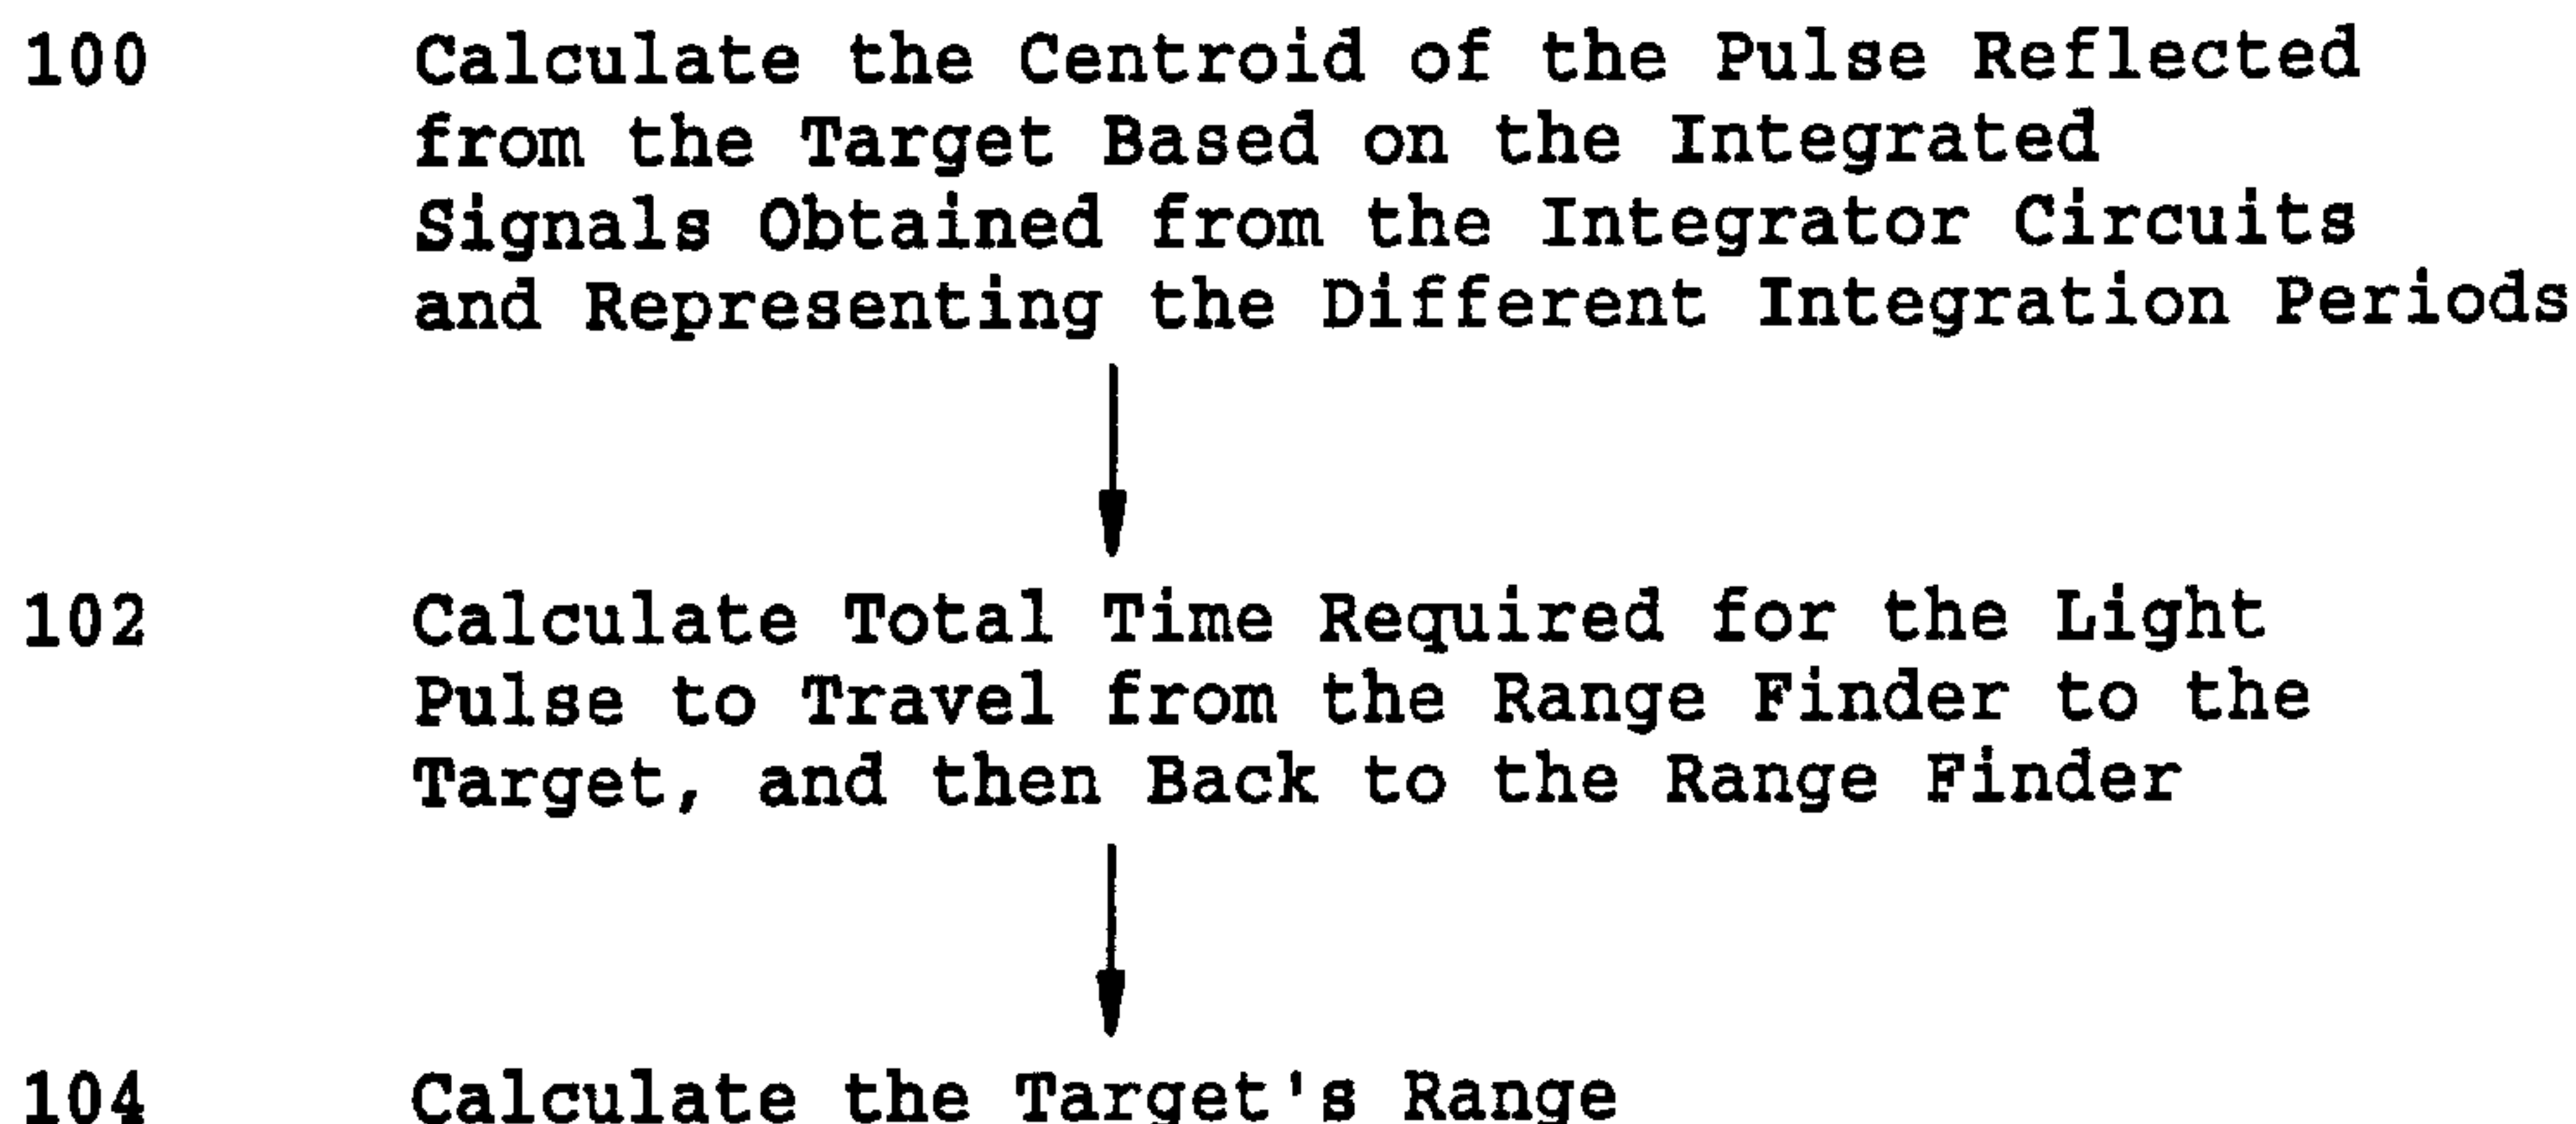 100 Calculate the Centroid of the Pulse Reflected
from the Target Based on the Integrated
Signals Obtained from the Integrator Circuits
and Representing the Different Integration Periods
102 Calculate Total Time Required for the Light
Pulse to Travel from the Range Finder to the
Target, and then Back to the Range Finder
104 Calculate the Target's Range